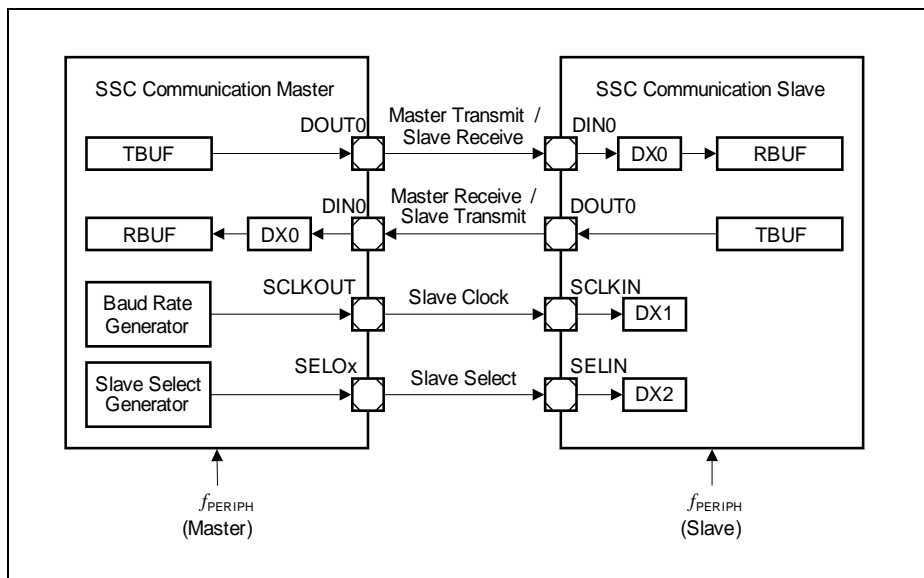 SSC Communication Master
SSC Communication Slave
DOUT0
Master Transmit /
Slave Receive
DIN0
TBUF
DX0
RBUF
DIN0
Master Receive /
Slave Transmit
DOUT0
RBUF
DX0
TBUF
SCLKOUT
Slave Clock
SCLKIN
Baud Rate
Generator
DX1
SELOx
Slave Select
SELIN
Slave Select
Generator
DX2
fPERIPH
(Master)
fPERIPH
(Slave)